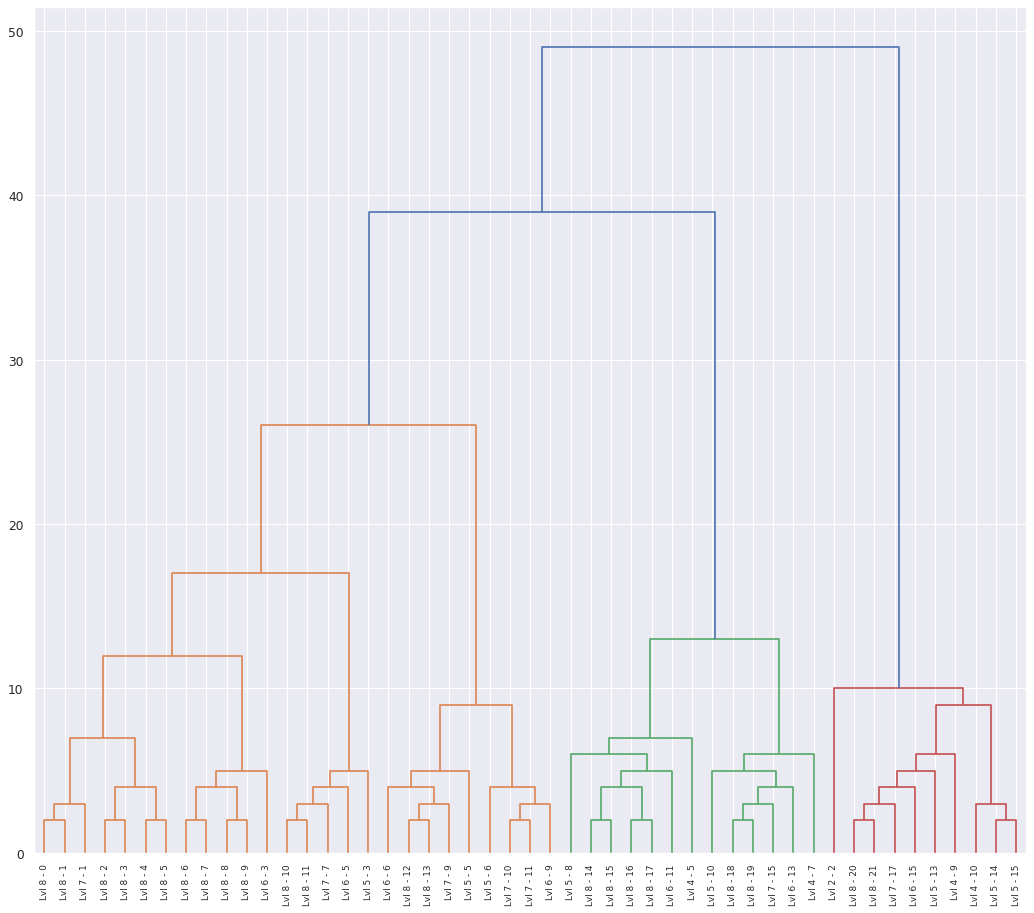 50
40
30
20
10
0
Lvl 8 - 0
Lvl 8 - 1
Lvl 7 - 1
Lvl 8 - 2
Lvl 8 - 3
Lvl 8 - 4
Lvl 8 - 5
Lvl 8 - 6
Lvl 8 - 7
Lvl 8 - 8
Lvl 8 - 9
Lvl 6 - 3
Lvl 8 - 10
Lvl 8 - 11
Lvl 7 - 7
Lvl 6 - 5
Lvl 5 - 3
Lvl 6 - 6
Lvl 8 - 12
Lvl 8 - 13
Lvl 7 - 9
Lvl 5 - 5
Lvl 5 - 6
Lvl 7 - 10
Lvl 7 - 11
Lvl 6 - 9
Lvl 5 - 8
Lvl 8 - 14
Lvl 8 - 15
Lvl 8 - 16
Lvl 8 - 17
Lvl 6 - 11
Lvl 4 - 5
Lvl 5 - 10
Lvl 8 - 18
Lvl 8 - 19
Lvl 7 - 15
Lvl 6 - 13
Lvl 4 - 7
Lvl 2 - 2
Lvl 8 - 20
Lvl 8 - 21
Lvl 7 - 17
Lvl 6 - 15
Lvl 5 - 13
Lvl 4 - 9
Lvl 4 - 10
Lvl 5 - 14
Lvl 5 - 15